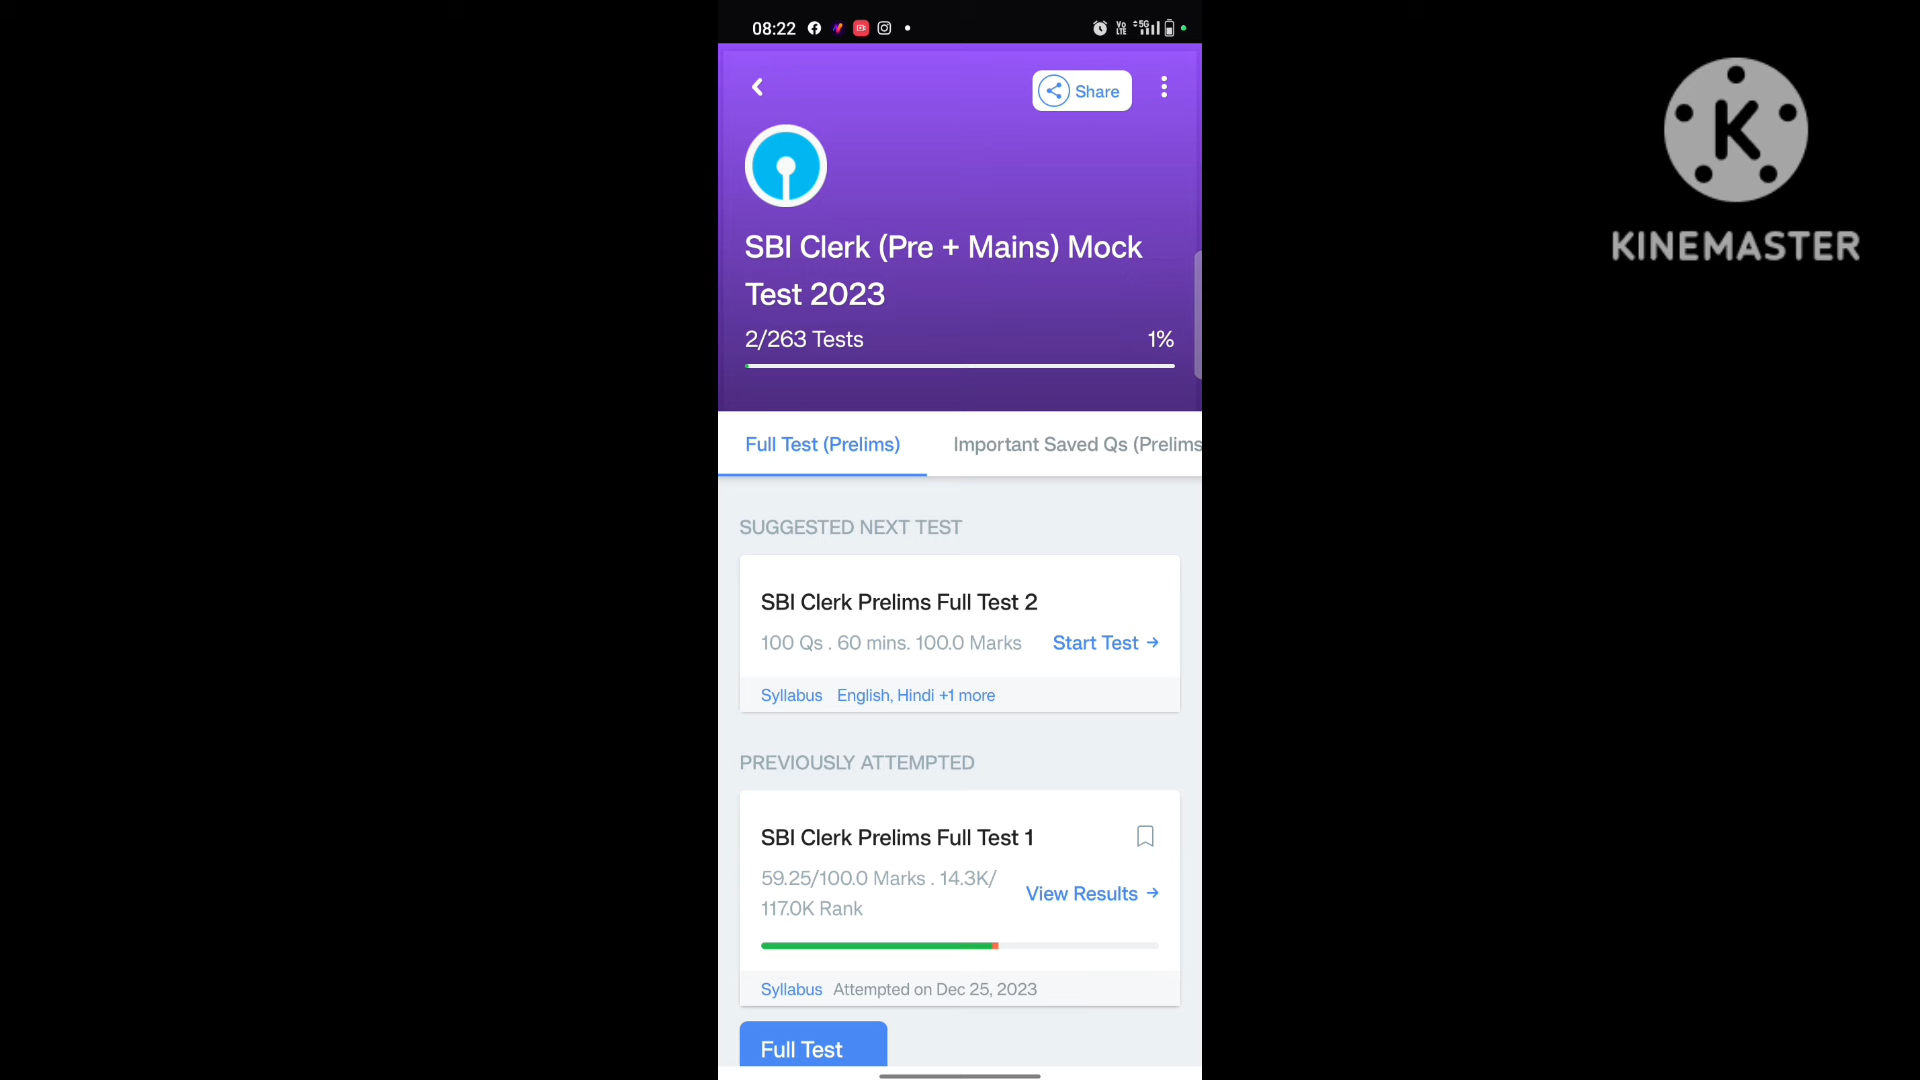 08:22
Vo LTE 5G
Share
SBI Clerk (Pre + Mains) Mock
Test 2023
2/263 Tests 1%
Full Test (Prelims) Important Saved Qs (Prelims
SUGGESTED NEXT TEST
SBI Clerk Prelims Full Test 2
100 Qs . 60 mins. 100.0 Marks Start Test →
Syllabus English, Hindi +1 more
PREVIOUSLY ATTEMPTED
SBI Clerk Prelims Full Test 1
59.25/100.0 Marks . 14.3K/
117.0K Rank
View Results →
Syllabus Attempted on Dec 25, 2023
Full Test
K
KINEMASTER